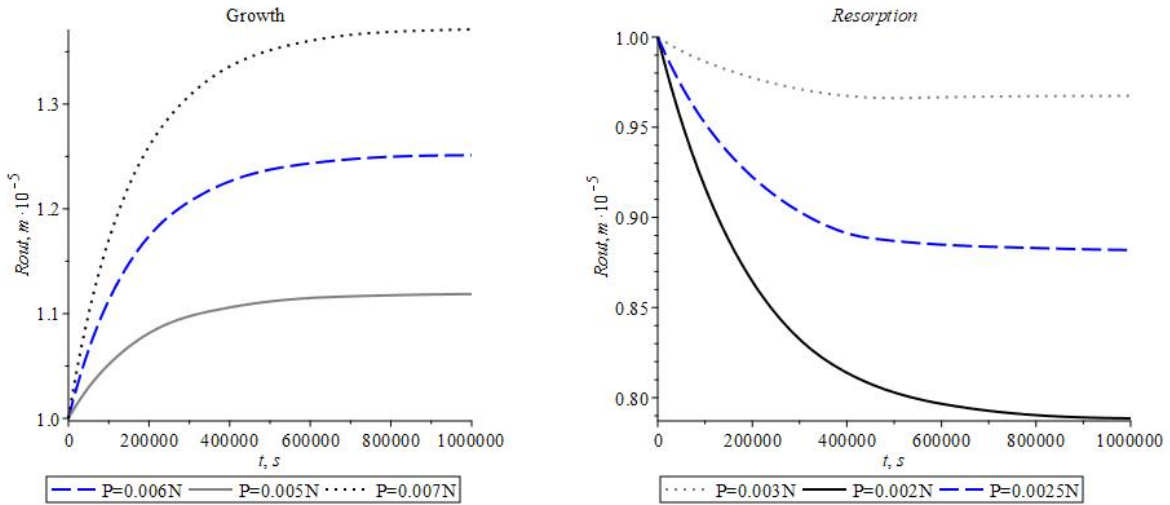 Growth
1.3
1.2
1.1
1.0
Rout, m·10⁻⁵
0 200000 400000 600000 800000 1000000
t, s
P=0.006N P=0.005N P=0.007N
Resorption
1.00
0.95
0.90
0.85
0.80
Rout, m·10⁻⁵
0 200000 400000 600000 800000 1000000
t, s
P=0.003N P=0.002N P=0.0025N